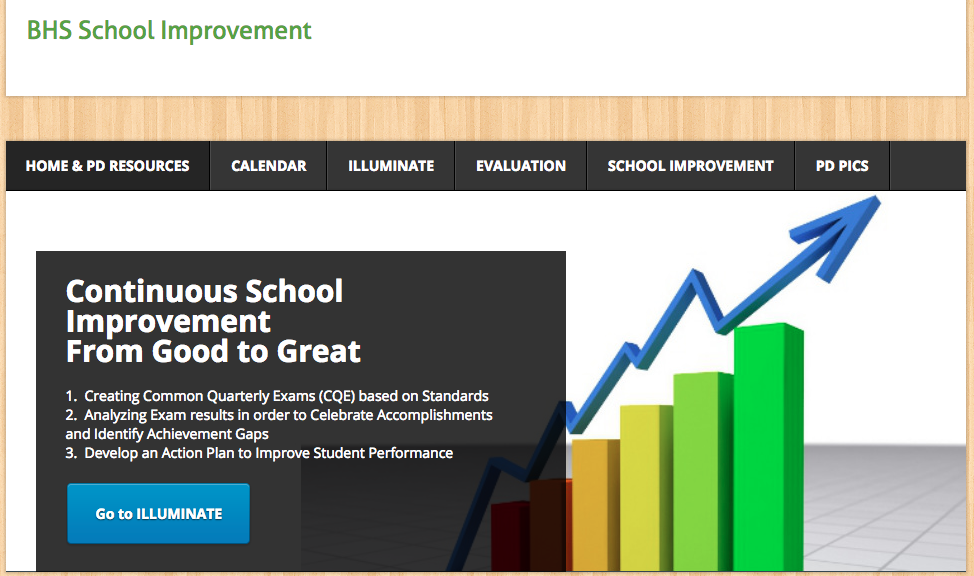 BHS School Improvement
HOME & PD RESOURCES
CALENDAR
ILLUMINATE
EVALUATION
SCHOOL IMPROVEMENT
PD PICS
Continuous School
Improvement
From Good to Great
1. Creating Common Quarterly Exams (CQE) based on Standards
2. Analyzing Exam results in order to Celebrate Accomplishments
and Identify Achievement Gaps
3. Develop an Action Plan to Improve Student Performance
Go to ILLUMINATE